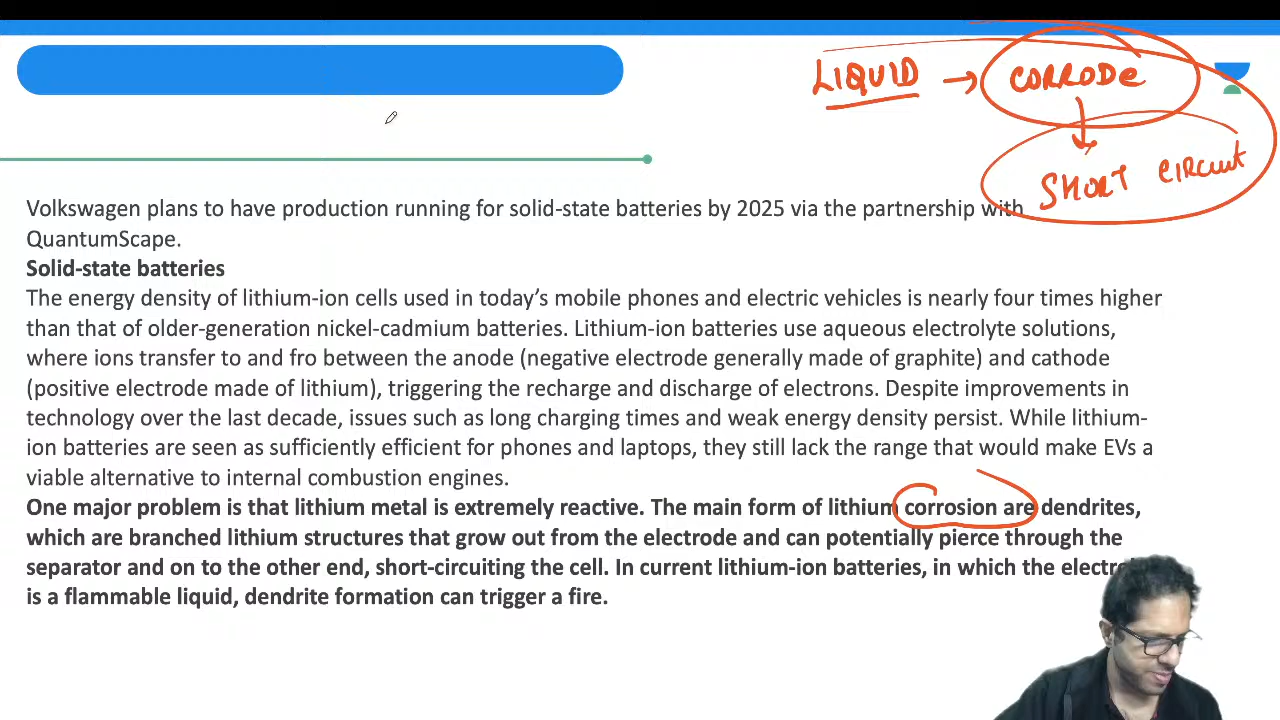 LIQUID → CORRODe
SHORT CIRCUIT
Volkswagen plans to have production running for solid-state batteries by 2025 via the partnership with
QuantumScape.
Solid-state batteries
The energy density of lithium-ion cells used in today’s mobile phones and electric vehicles is nearly four times higher
than that of older-generation nickel-cadmium batteries. Lithium-ion batteries use aqueous electrolyte solutions,
where ions transfer to and fro between the anode (negative electrode generally made of graphite) and cathode
(positive electrode made of lithium), triggering the recharge and discharge of electrons. Despite improvements in
technology over the last decade, issues such as long charging times and weak energy density persist. While lithium-
ion batteries are seen as sufficiently efficient for phones and laptops, they still lack the range that would make EVs a
viable alternative to internal combustion engines.
One major problem is that lithium metal is extremely reactive. The main form of lithium corrosion are dendrites,
which are branched lithium structures that grow out from the electrode and can potentially pierce through the
separator and on to the other end, short-circuiting the cell. In current lithium-ion batteries, in which the
is a flammable liquid, dendrite formation can trigger a fire.